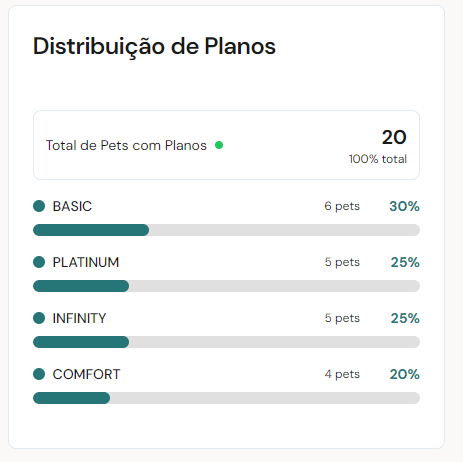 Distribuição de Planos
Total de Pets com Planos
20
100% total
BASIC 6 pets 30%
PLATINUM 5 pets 25%
INFINITY 5 pets 25%
COMFORT 4 pets 20%